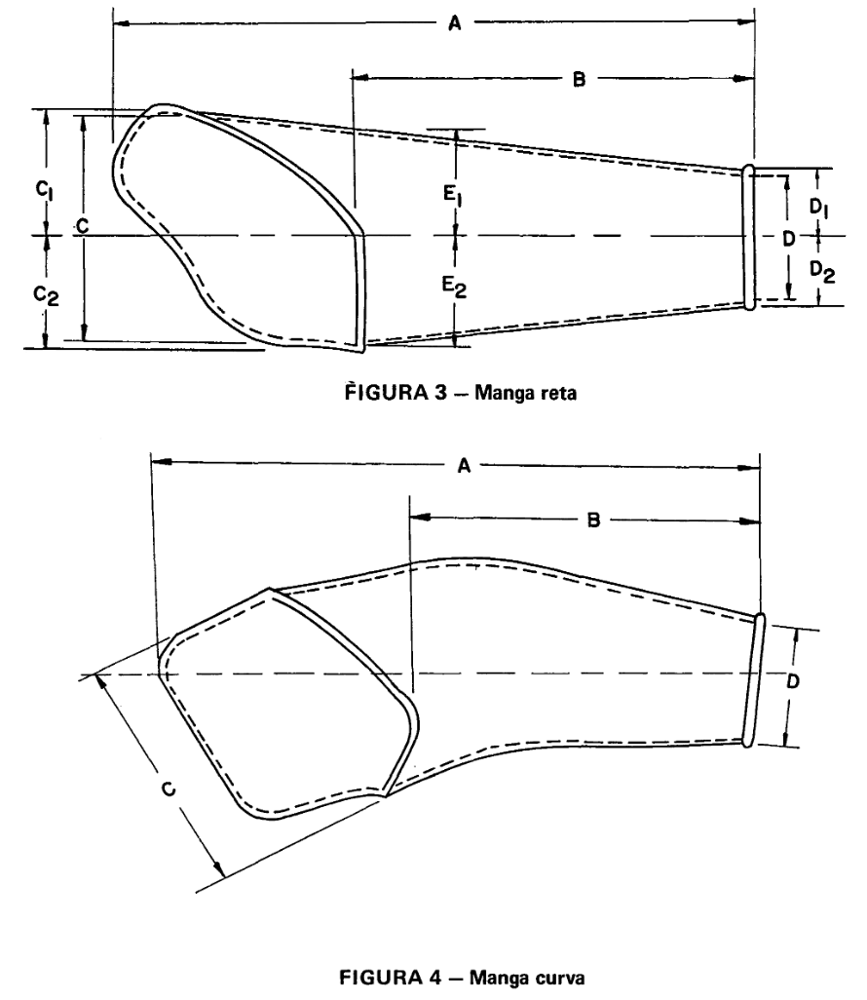 A
B
C₁
E₁
D₁
C
D
C₂
E₂
D₂
FIGURA 3 — Manga reta
A
B
D
C
FIGURA 4 — Manga curva